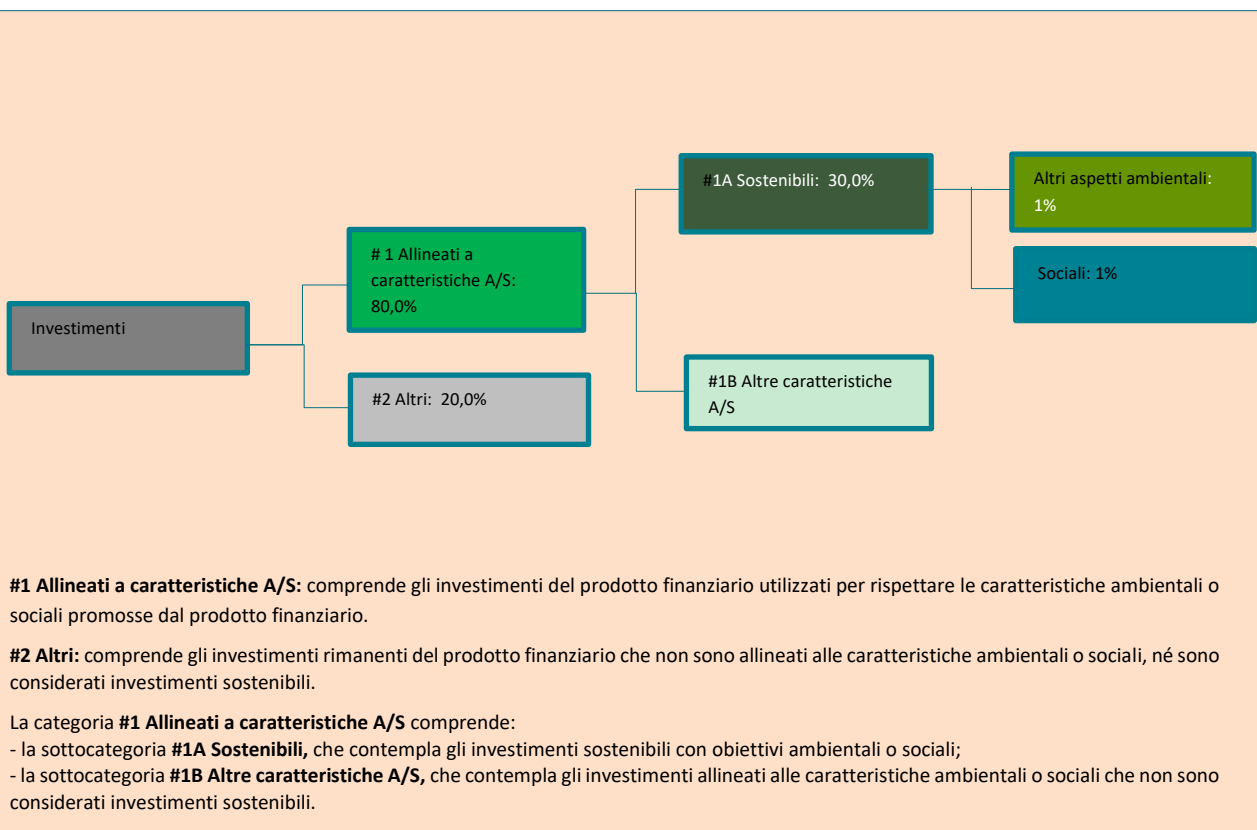 #1A Sostenibili: 30,0%
Altri aspetti ambientali:
1%
# 1 Allineati a
caratteristiche A/S:
80,0%
Sociali: 1%
Investimenti
#2 Altri: 20,0%
#1B Altre caratteristiche
A/S
#1 Allineati a caratteristiche A/S: comprende gli investimenti del prodotto finanziario utilizzati per rispettare le caratteristiche ambientali o
sociali promosse dal prodotto finanziario.
#2 Altri: comprende gli investimenti rimanenti del prodotto finanziario che non sono allineati alle caratteristiche ambientali o sociali, né sono
considerati investimenti sostenibili.
La categoria #1 Allineati a caratteristiche A/S comprende:
- la sottocategoria #1A Sostenibili, che contempla gli investimenti sostenibili con obiettivi ambientali o sociali;
- la sottocategoria #1B Altre caratteristiche A/S, che contempla gli investimenti allineati alle caratteristiche ambientali o sociali che non sono
considerati investimenti sostenibili.